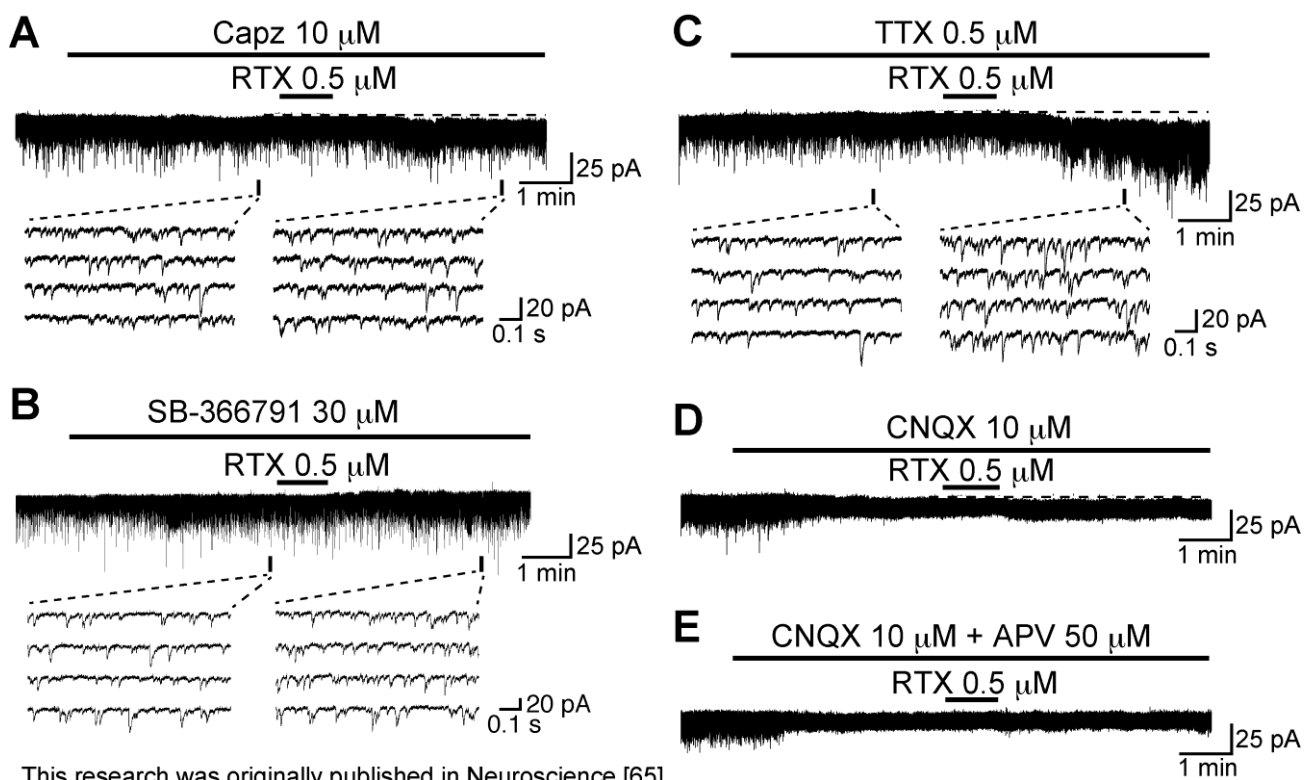 A
Capz 10 μM
RTX 0.5 μM
25 pA
1 min
20 pA
0.1 s
B
SB-366791 30 μM
RTX 0.5 μM
25 pA
1 min
20 pA
0.1 s
This research was originally published in Neuroscience [65]
C
TTX 0.5 μM
RTX 0.5 μM
25 pA
1 min
20 pA
0.1 s
D
CNQX 10 μM
RTX 0.5 μM
25 pA
1 min
E
CNQX 10 μM + APV 50 μM
RTX 0.5 μM
25 pA
1 min